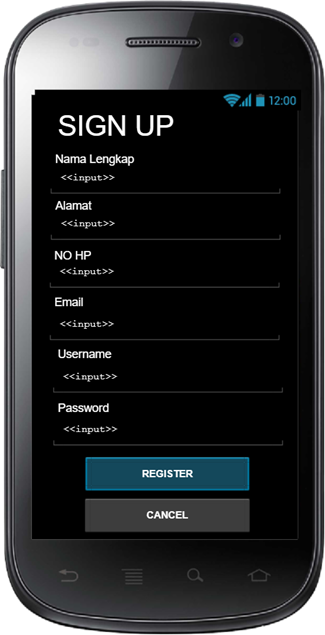 12:00
SIGN UP
Nama Lengkap
<<input>>
Alamat
<<input>>
NO HP
<<input>>
Email
<<input>>
Username
<<input>>
Password
<<input>>
REGISTER
CANCEL